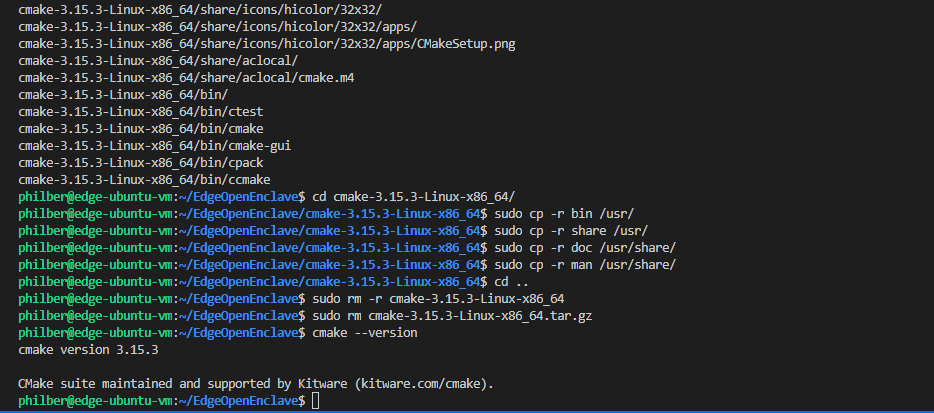 cmake-3.15.3-Linux-x86_64/share/icons/hicolor/32x32/
cmake-3.15.3-Linux-x86_64/share/icons/hicolor/32x32/apps/
cmake-3.15.3-Linux-x86_64/share/icons/hicolor/32x32/apps/CMakeSetup.png
cmake-3.15.3-Linux-x86_64/share/aclocal/
cmake-3.15.3-Linux-x86_64/share/aclocal/cmake.m4
cmake-3.15.3-Linux-x86_64/bin/
cmake-3.15.3-Linux-x86_64/bin/ctest
cmake-3.15.3-Linux-x86_64/bin/cmake
cmake-3.15.3-Linux-x86_64/bin/cmake-gui
cmake-3.15.3-Linux-x86_64/bin/cpack
cmake-3.15.3-Linux-x86_64/bin/ccmake
philber@edge-ubuntu-vm:~/EdgeOpenEnclave$ cd cmake-3.15.3-Linux-x86_64/
philber@edge-ubuntu-vm:~/EdgeOpenEnclave/cmake-3.15.3-Linux-x86_64$ sudo cp -r bin /usr/
philber@edge-ubuntu-vm:~/EdgeOpenEnclave/cmake-3.15.3-Linux-x86_64$ sudo cp -r share /usr/
philber@edge-ubuntu-vm:~/EdgeOpenEnclave/cmake-3.15.3-Linux-x86_64$ sudo cp -r doc /usr/share/
philber@edge-ubuntu-vm:~/EdgeOpenEnclave/cmake-3.15.3-Linux-x86_64$ sudo cp -r man /usr/share/
philber@edge-ubuntu-vm:~/EdgeOpenEnclave/cmake-3.15.3-Linux-x86_64$ cd ..
philber@edge-ubuntu-vm:~/EdgeOpenEnclave$ sudo rm -r cmake-3.15.3-Linux-x86_64
philber@edge-ubuntu-vm:~/EdgeOpenEnclave$ sudo rm cmake-3.15.3-Linux-x86_64.tar.gz
philber@edge-ubuntu-vm:~/EdgeOpenEnclave$ cmake --version
cmake version 3.15.3
CMake suite maintained and supported by Kitware (kitware.com/cmake).
philber@edge-ubuntu-vm:~/EdgeOpenEnclave$